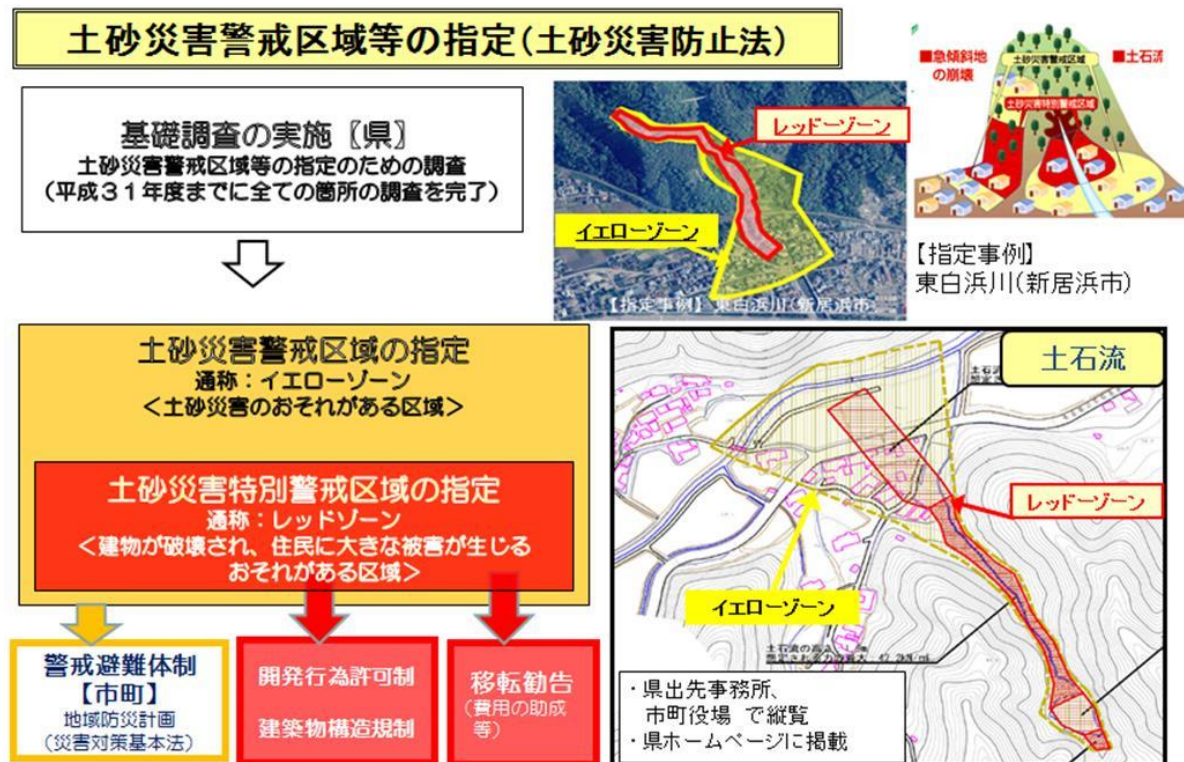 土砂災害警戒区域等の指定(土砂災害防止法)
基礎調査の実施【県】
土砂災害警戒区域等の指定のための調査
(平成31年度までに全ての箇所の調査を完了)
レッドーゾーン
イエローゾーン
【指定事例】東白浜川(新居浜市)
■急傾斜地
の崩壊
土砂災害警戒区域
■土石流
土砂災害特別警戒区域
【指定事例】
東白浜川(新居浜市)
土砂災害警戒区域の指定
通称:イエローゾーン
<土砂災害のおそれがある区域>
土砂災害特別警戒区域の指定
通称:レッドゾーン
<建物が破壊され、住民に大きな被害が生じる
おそれがある区域>
警戒避難体制
【市町】
地域防災計画
(災害対策基本法)
開発行為許可制
建築物構造規制
移転勧告
(費用の助成
等)
土石流
レッドーゾーン
イエローゾーン
土石流の高さ
・県出先事務所、
市町役場 で縦覧
・県ホームページに掲載